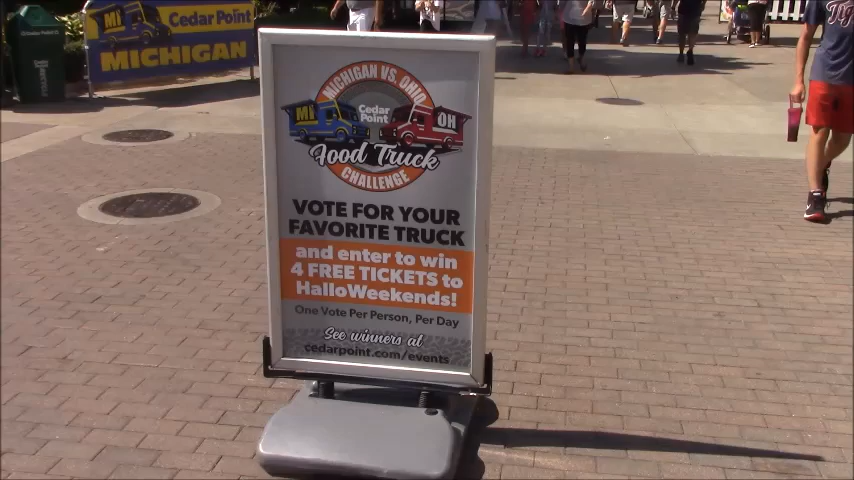 MI
Cedar Point
MICHIGAN
MICHIGAN VS. OHIO
MI
Cedar
Point
OH
Food Truck
CHALLENGE
VOTE FOR YOUR
FAVORITE TRUCK
and enter to win
4 FREE TICKETS to
HalloWeekends!
One Vote Per Person, Per Day
See winners at
cedarpoint.com/events